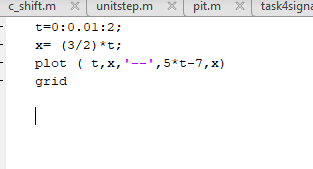 c_shift.m unitstep.m pit.m task4signa
t=0:0.01:2;
x= (3/2)*t;
plot ( t,x,'--',5*t-7,x)
grid